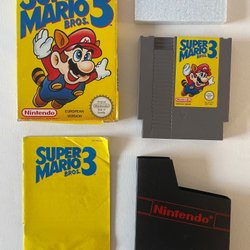 SUPER
MARIO 3
BROS.
Nintendo
EUROPEAN
VERSION
SUPER
MARIO 3
BROS.
SUPER
MARIO 3
BROS.
Nintendo